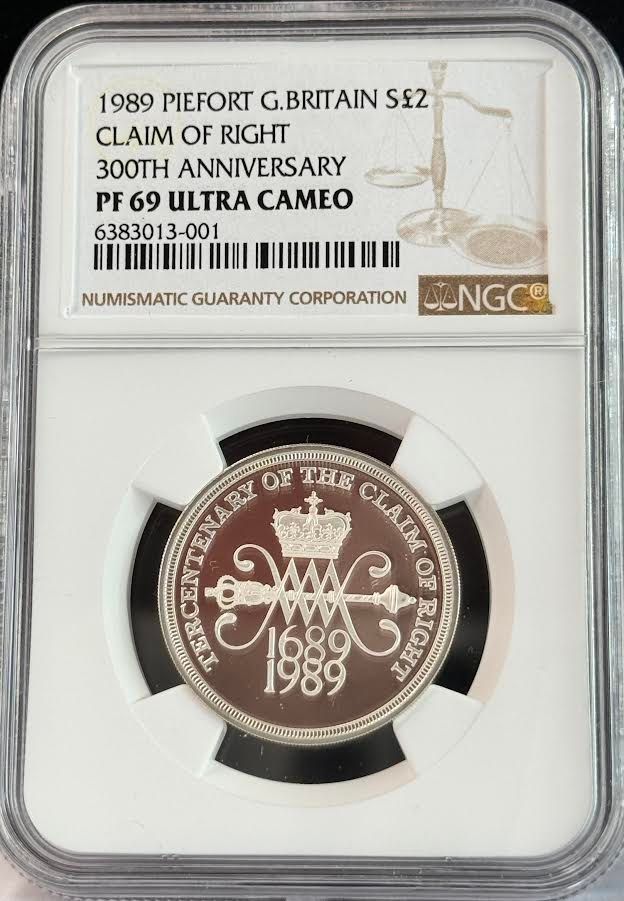 1989 PIEFORT G.BRITAIN S£2
CLAIM OF RIGHT
300TH ANNIVERSARY
PF 69 ULTRA CAMEO
6383013-001
NUMISMATIC GUARANTY CORPORATION
NGC®
TERCENTENARY OF THE CLAIM OF RIGHT
1689
1989